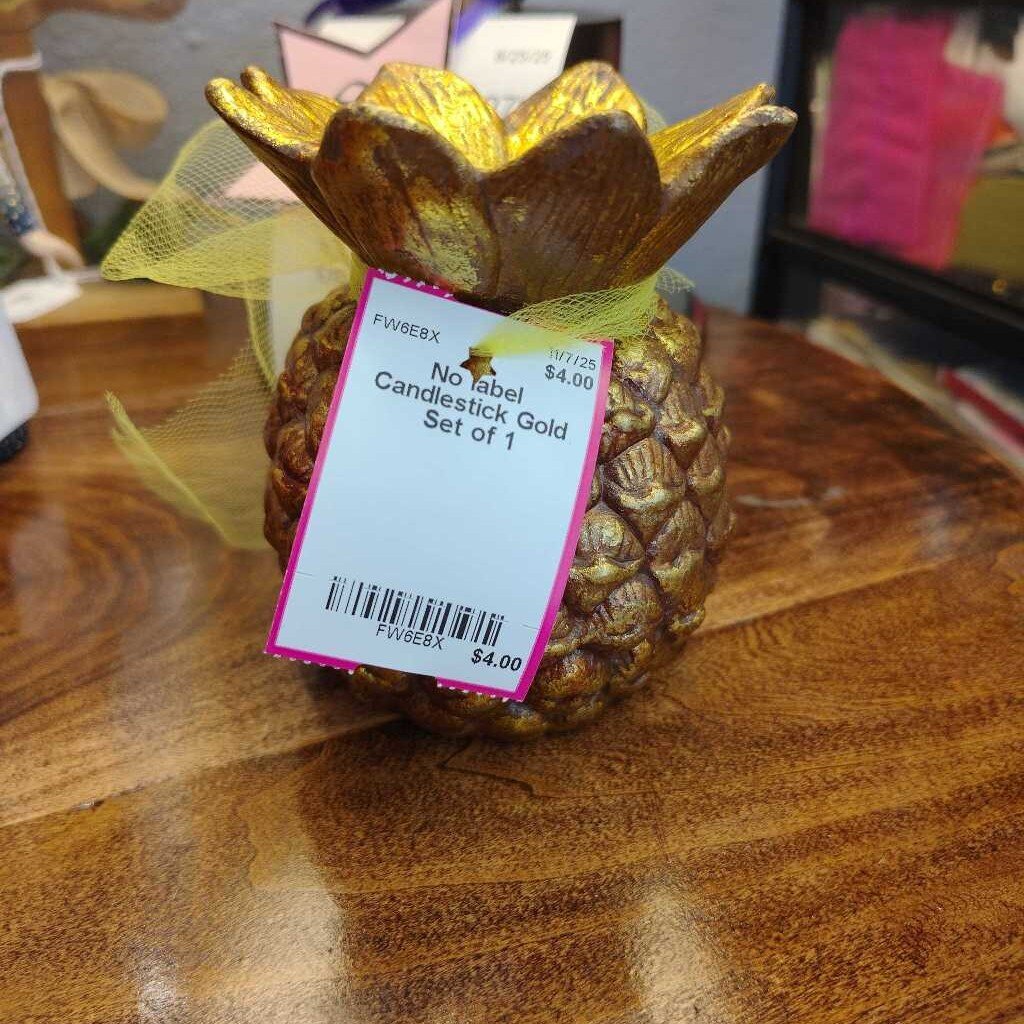 FW6E8X
11/7/25
$4.00
No label
Candlestick Gold
Set of 1
FW6E8X
$4.00